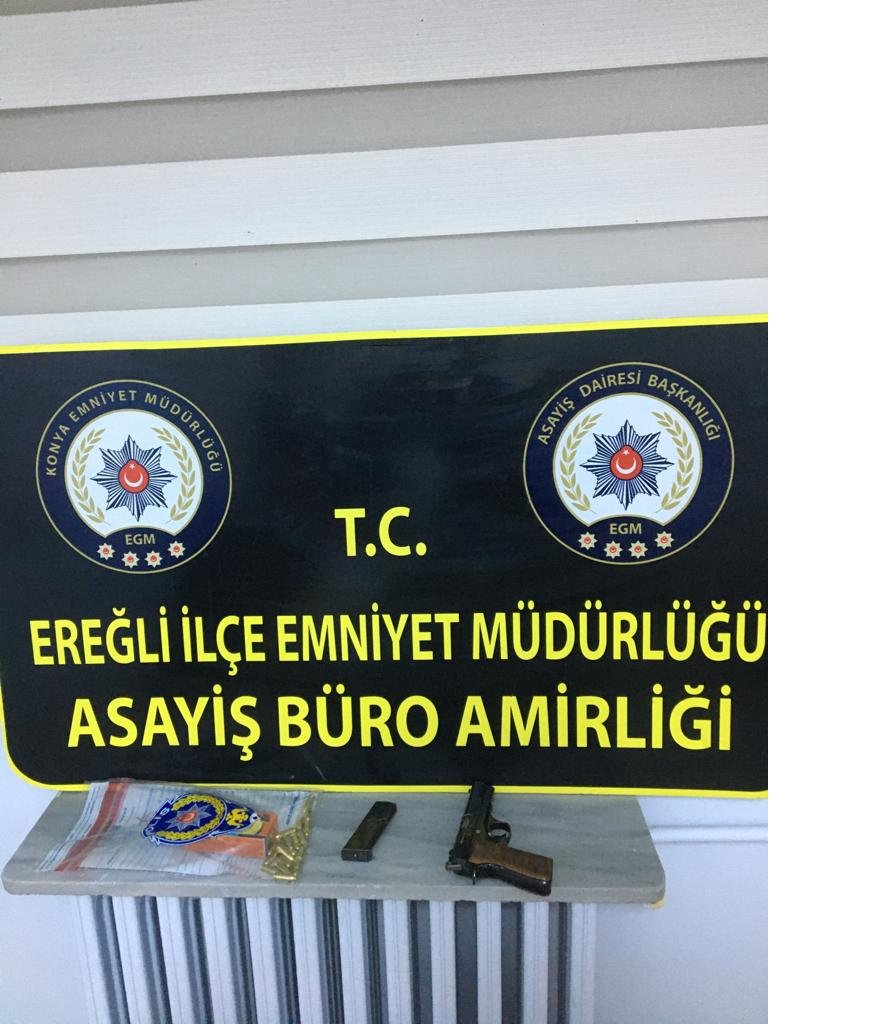 KONYA EMNİYET MÜDÜRLÜĞÜ
EGM
ASAYİŞ DAİRESİ BAŞKANLIĞI
EGM
T.C.
EREĞLİ İLÇE EMNİYET MÜDÜRLÜĞÜ
ASAYİŞ BÜRO AMİRLİĞİ
POLİS